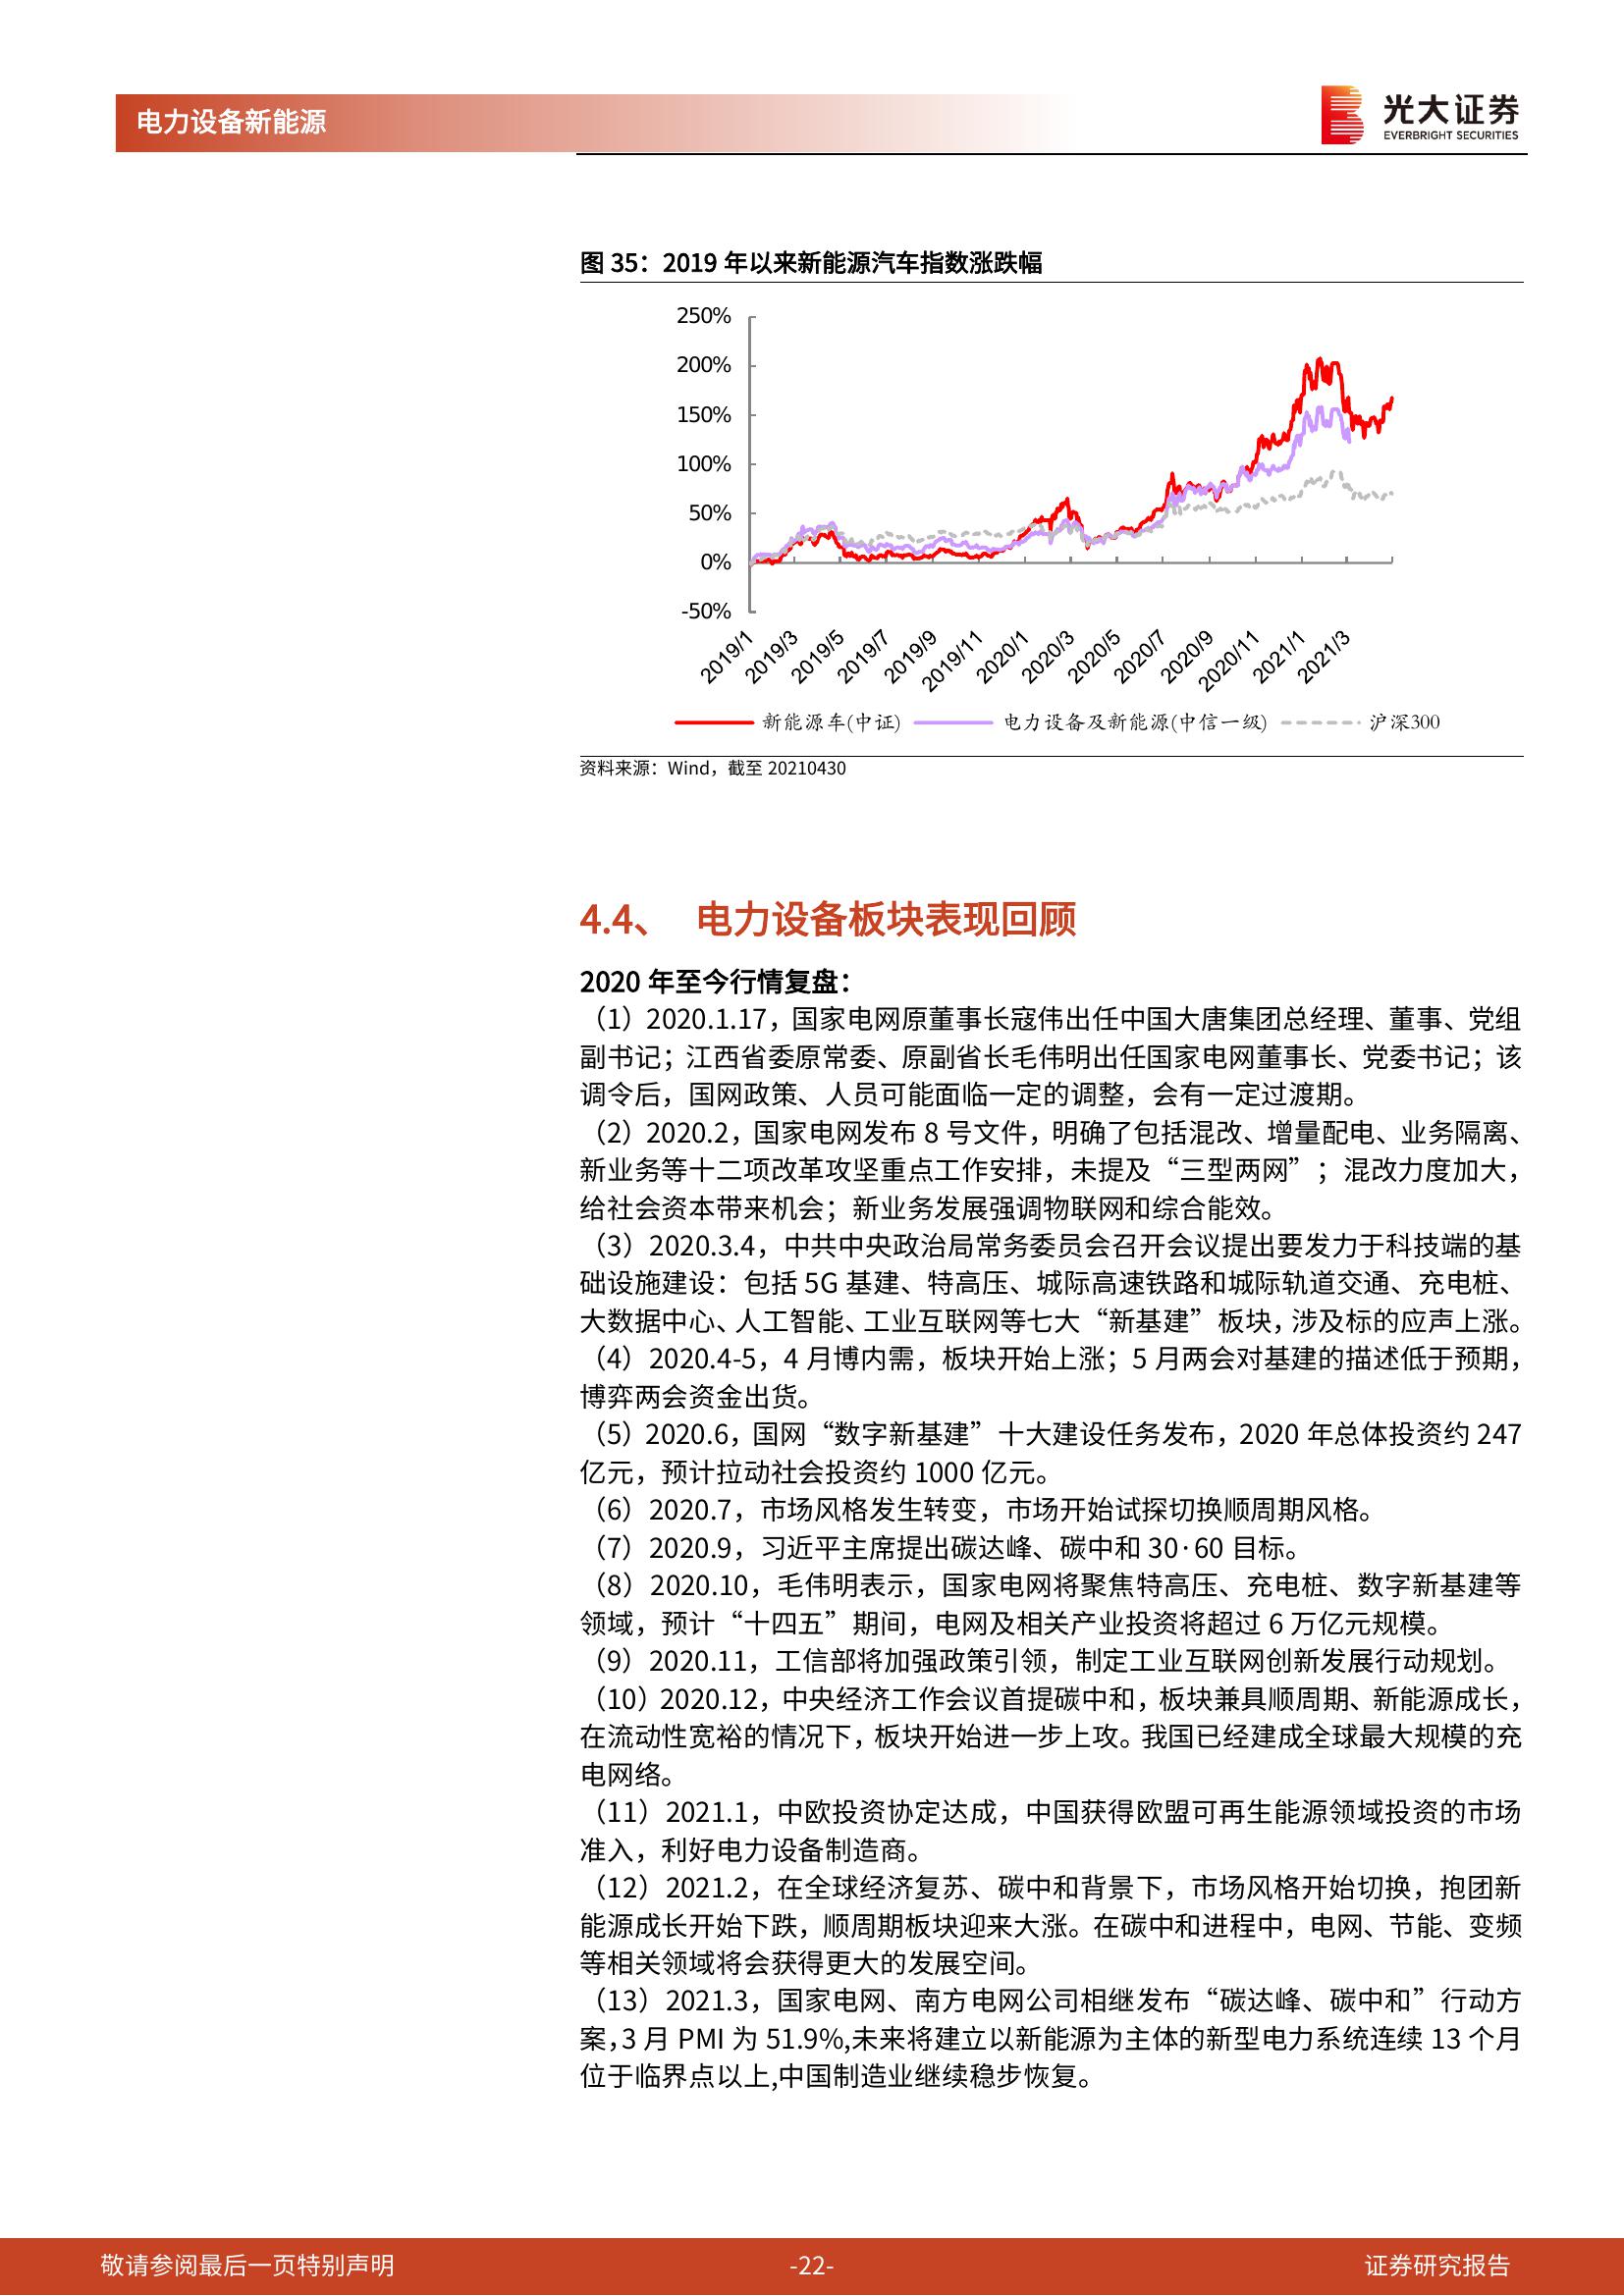 电力设备新能源
光大证券
EVERBRIGHT SECURITIES
图 35：2019 年以来新能源汽车指数涨跌幅
250%
200%
150%
100%
50%
0%
-50%
2019/1
2019/3
2019/5
2019/7
2019/9
2019/11
2020/1
2020/3
2020/5
2020/7
2020/9
2020/11
2021/1
2021/3
新能源车(中证) 电力设备及新能源(中信一级) 沪深300
资料来源：Wind，截至 20210430
4.4、 电力设备板块表现回顾
2020 年至今行情复盘：
（1）2020.1.17，国家电网原董事长寇伟出任中国大唐集团总经理、董事、党组
副书记；江西省委原常委、原副省长毛伟明出任国家电网董事长、党委书记；该
调令后，国网政策、人员可能面临一定的调整，会有一定过渡期。
（2）2020.2，国家电网发布 8 号文件，明确了包括混改、增量配电、业务隔离、
新业务等十二项改革攻坚重点工作安排，未提及“三型两网”；混改力度加大，
给社会资本带来机会；新业务发展强调物联网和综合能效。
（3）2020.3.4，中共中央政治局常务委员会召开会议提出要发力于科技端的基
础设施建设：包括 5G 基建、特高压、城际高速铁路和城际轨道交通、充电桩、
大数据中心、人工智能、工业互联网等七大“新基建”板块，涉及标的应声上涨。
（4）2020.4-5，4 月博内需，板块开始上涨；5 月两会对基建的描述低于预期，
博弈两会资金出货。
（5）2020.6，国网“数字新基建”十大建设任务发布，2020 年总体投资约 247
亿元，预计拉动社会投资约 1000 亿元。
（6）2020.7，市场风格发生转变，市场开始试探切换顺周期风格。
（7）2020.9，习近平主席提出碳达峰、碳中和 30·60 目标。
（8）2020.10，毛伟明表示，国家电网将聚焦特高压、充电桩、数字新基建等
领域，预计“十四五”期间，电网及相关产业投资将超过 6 万亿元规模。
（9）2020.11，工信部将加强政策引领，制定工业互联网创新发展行动规划。
（10）2020.12，中央经济工作会议首提碳中和，板块兼具顺周期、新能源成长，
在流动性宽裕的情况下，板块开始进一步上攻。我国已经建成全球最大规模的充
电网络。
（11）2021.1，中欧投资协定达成，中国获得欧盟可再生能源领域投资的市场
准入，利好电力设备制造商。
（12）2021.2，在全球经济复苏、碳中和背景下，市场风格开始切换，抱团新
能源成长开始下跌，顺周期板块迎来大涨。在碳中和进程中，电网、节能、变频
等相关领域将会获得更大的发展空间。
（13）2021.3，国家电网、南方电网公司相继发布“碳达峰、碳中和”行动方
案，3 月 PMI 为 51.9%,未来将建立以新能源为主体的新型电力系统连续 13 个月
位于临界点以上,中国制造业继续稳步恢复。
敬请参阅最后一页特别声明 -22- 证券研究报告